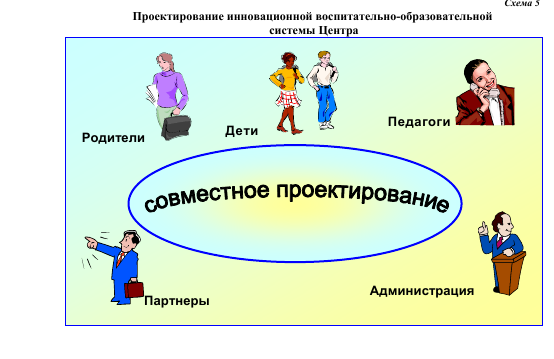 Схема 5
Проектирование инновационной воспитательно-образовательной
системы Центра
Родители
Дети
Педагоги
совместное проектирование
Партнеры
Администрация